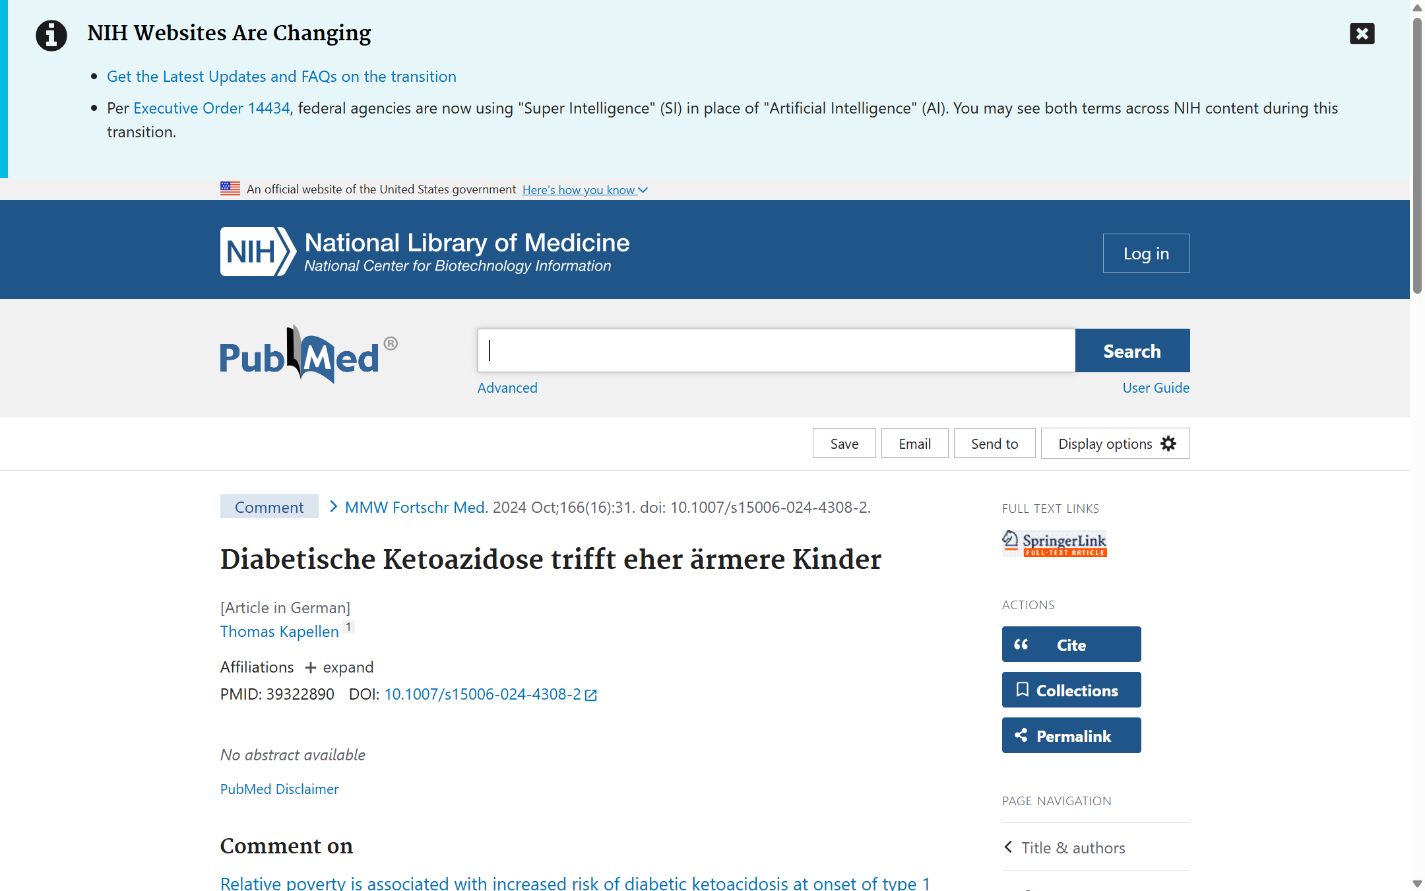 NIH Websites Are Changing
Get the Latest Updates and FAQs on the transition
Per Executive Order 14434, federal agencies are now using "Super Intelligence" (SI) in place of "Artificial Intelligence" (AI). You may see both terms across NIH content during this
transition.
An official website of the United States government Here's how you know
NIH National Library of Medicine
National Center for Biotechnology Information
Log in
PubMed®
Search
Advanced
User Guide
Save
Email
Send to
Display options
Comment
MMW Fortschr Med. 2024 Oct;166(16):31. doi: 10.1007/s15006-024-4308-2.
Diabetische Ketoazidose trifft eher ärmere Kinder
[Article in German]
Thomas Kapellen 1
Affiliations + expand
PMID: 39322890 DOI: 10.1007/s15006-024-4308-2
No abstract available
PubMed Disclaimer
Comment on
Relative poverty is associated with increased risk of diabetic ketoacidosis at onset of type 1
FULL TEXT LINKS
SpringerLink
FULL-TEXT ARTICLE
ACTIONS
Cite
Collections
Permalink
PAGE NAVIGATION
Title & authors